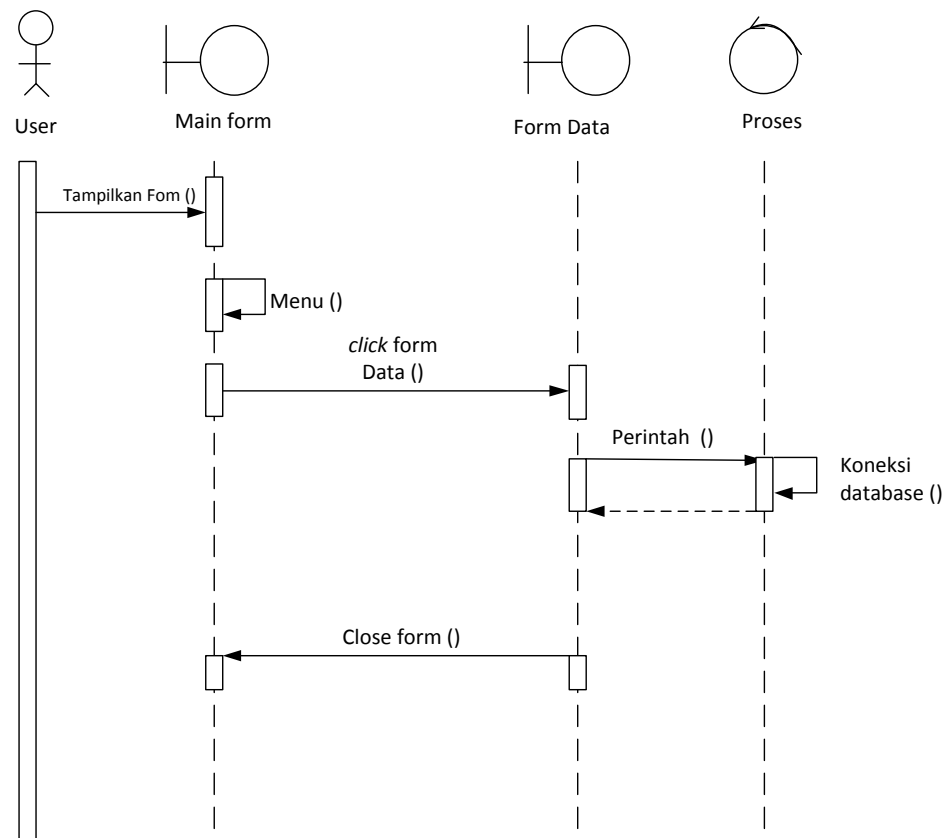 User
Main form
Form Data
Proses
Tampilkan Fom ()
Menu ()
click form
Data ()
Perintah ()
Koneksi
database ()
Close form ()